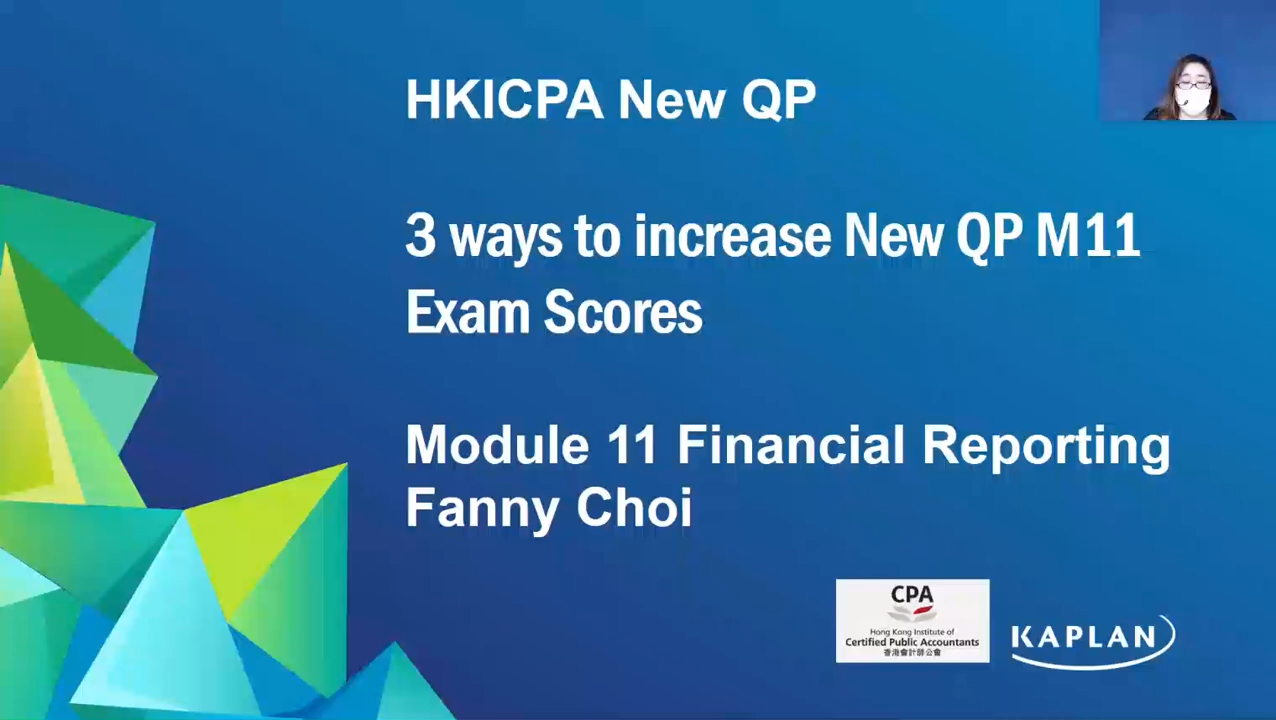 HKICPA New QP
3 ways to increase New QP M11
Exam Scores
Module 11 Financial Reporting
Fanny Choi
CPA
Hong Kong Institute of
Certified Public Accountants
香港會計師公會
KAPLAN